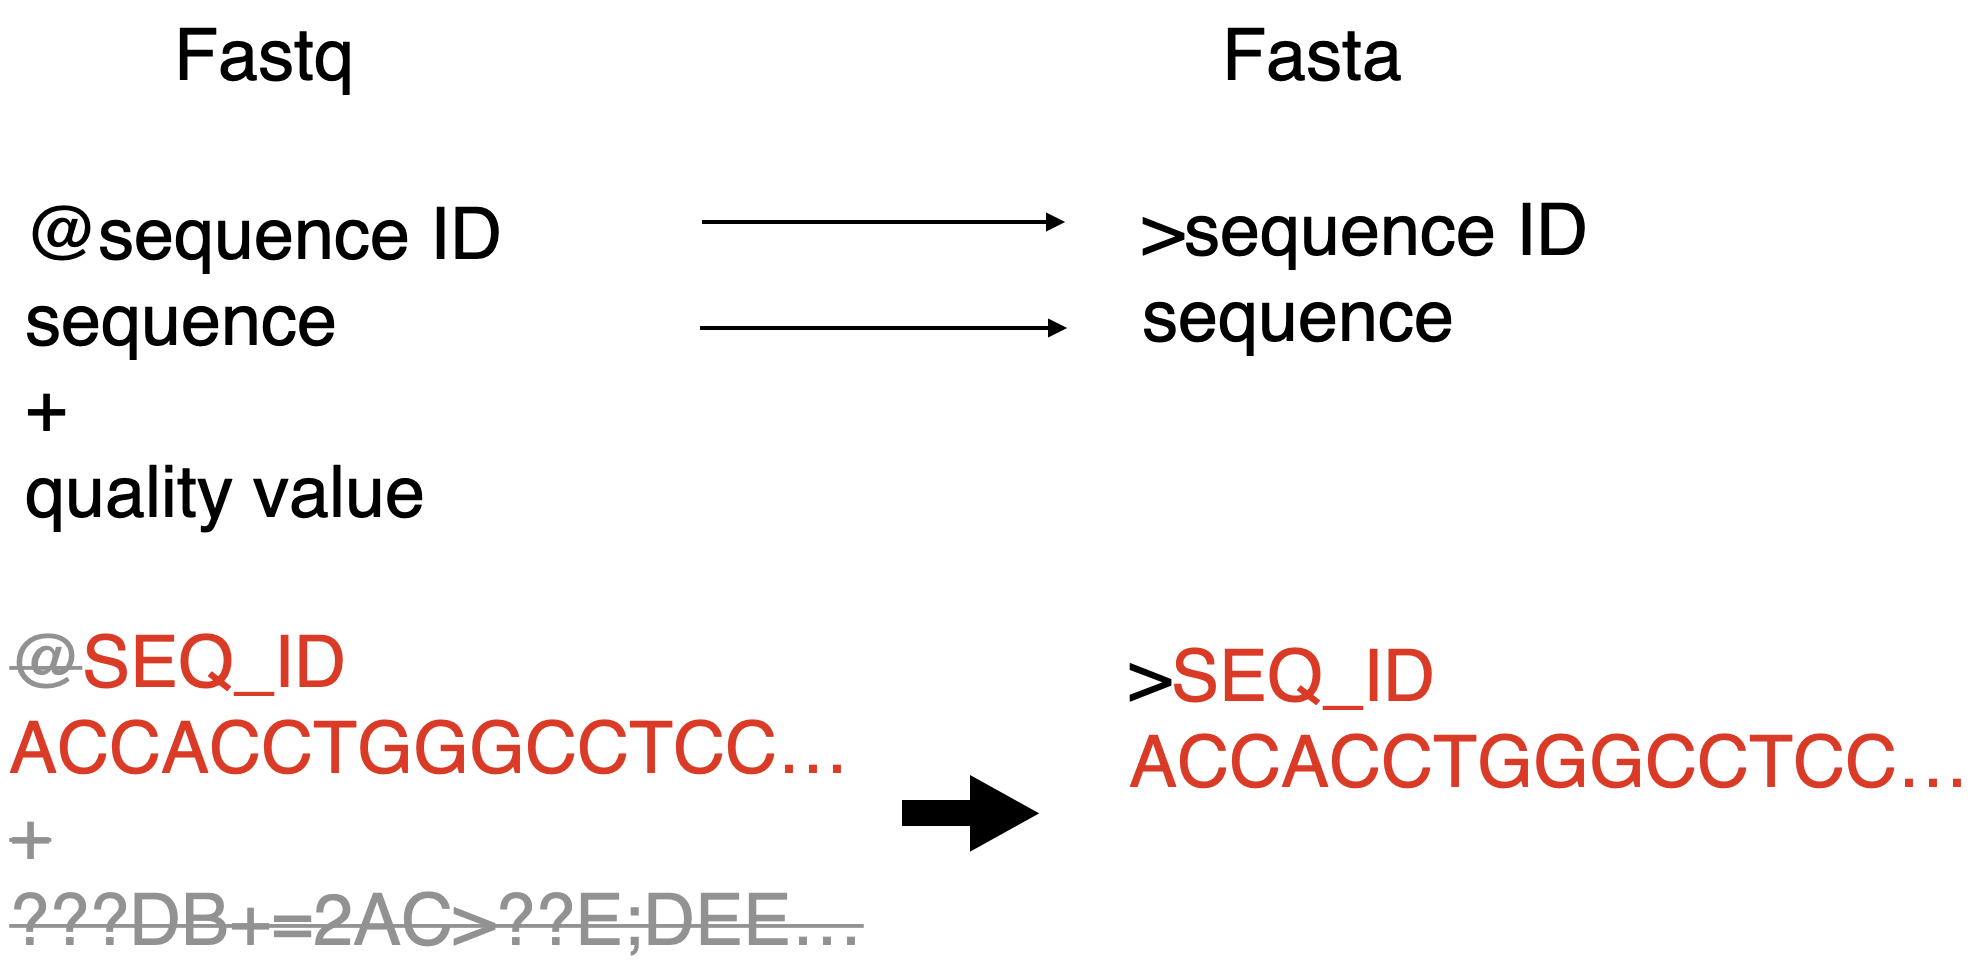 Fastq
Fasta
@sequence ID
sequence
+
quality value
>sequence ID
sequence
@SEQ_ID
ACCACCTGGGCCTCC...
+
???DB+=2AC>??E;DEE...
>SEQ_ID
ACCACCTGGGCCTCC...